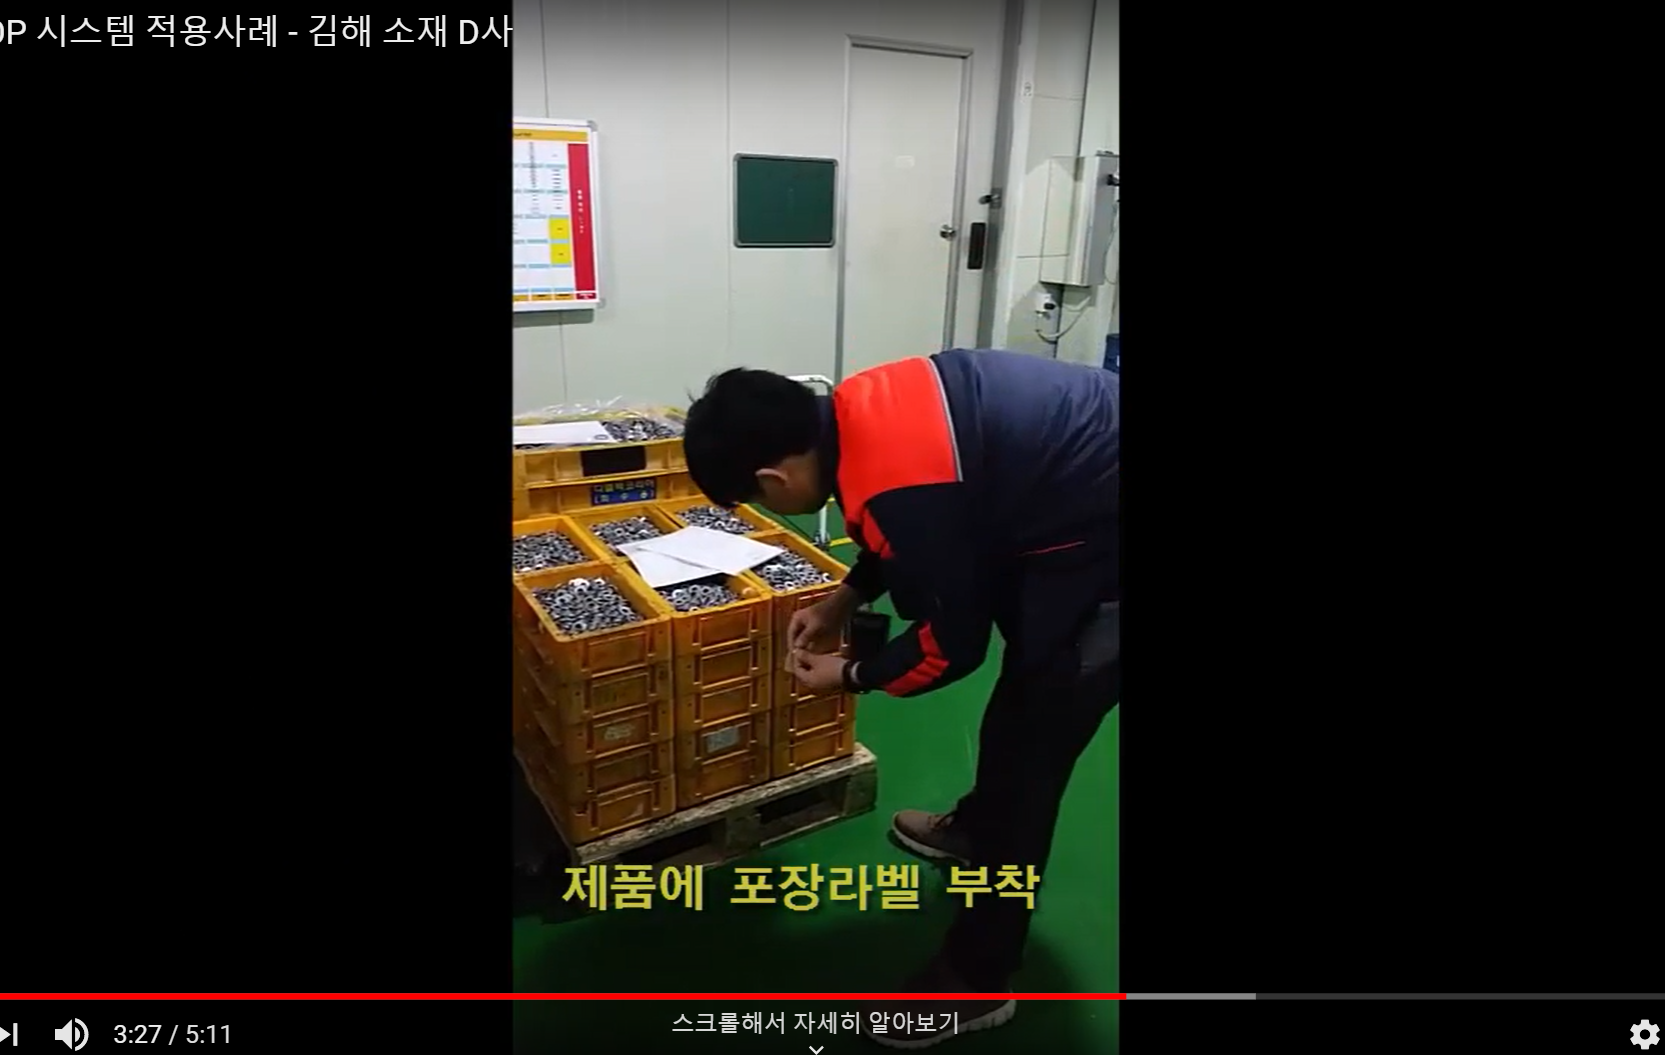 OP 시스템 적용사례 - 김해 소재 D사
제품에 포장라벨 부착
스크롤해서 자세히 알아보기
3:27 / 5:11